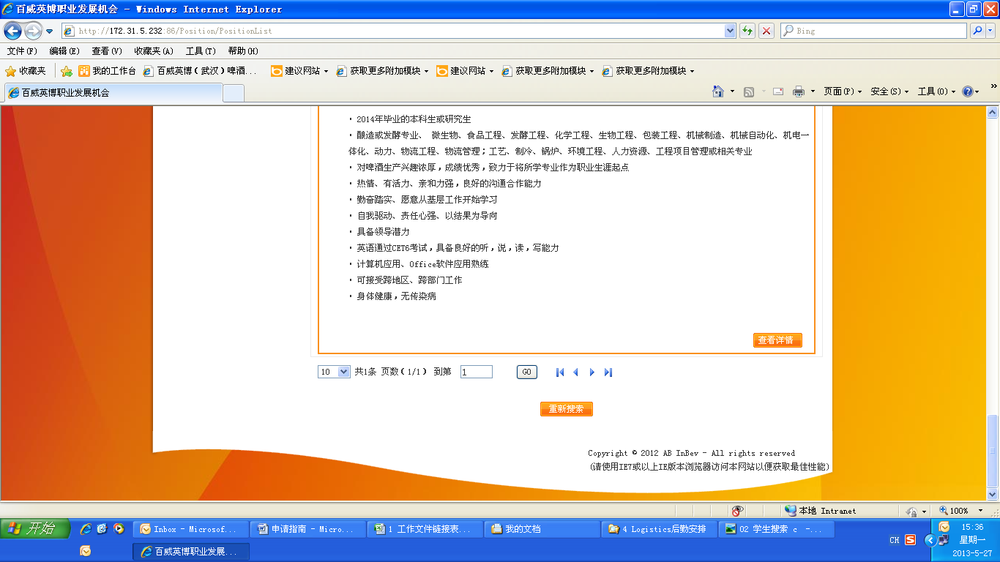 百威英博职业发展机会 - Windows Internet Explorer
http://172.31.5.232:86/Position/PositionList
Bing
文件(F) 编辑(E) 查看(V) 收藏夹(A) 工具(T) 帮助(H)
收藏夹 我的工作台 百威英博（武汉）啤酒... 建议网站 获取更多附加模块 建议网站 获取更多附加模块 获取更多附加模块
百威英博职业发展机会
页面(P) 安全(S) 工具(O)
· 2014年毕业的本科生或研究生
· 酿造或发酵专业、 微生物、食品工程、发酵工程、化学工程、生物工程、包装工程、机械制造、机械自动化、机电一
体化、动力、物流工程、物流管理；工艺、制冷、锅炉、环境工程、人力资源、工程项目管理或相关专业
· 对啤酒生产兴趣浓厚，成绩优秀，致力于将所学专业作为职业生涯起点
· 热情、有活力、亲和力强，良好的沟通合作能力
· 勤奋踏实、愿意从基层工作开始学习
· 自我驱动、责任心强、以结果为导向
· 具备领导潜力
· 英语通过CET6考试，具备良好的听，说，读，写能力
· 计算机应用、Office软件应用熟练
· 可接受跨地区、跨部门工作
· 身体健康，无传染病
查看详情
10 共1条 页数（1/1） 到第 1 GO
重新搜索
Copyright © 2012 AB InBev - All rights reserved
(请使用IE7或以上IE版本浏览器访问本网站以便获取最佳性能)
本地 Intranet 100%
开始 Inbox - Microsof... 申请指南 - Micro... 1 工作文件链接表... 我的文档 4 Logistics后勤安排 02 学生搜索 c -... 15:36
CH 星期一
百威英博职业发展... 2013-5-27